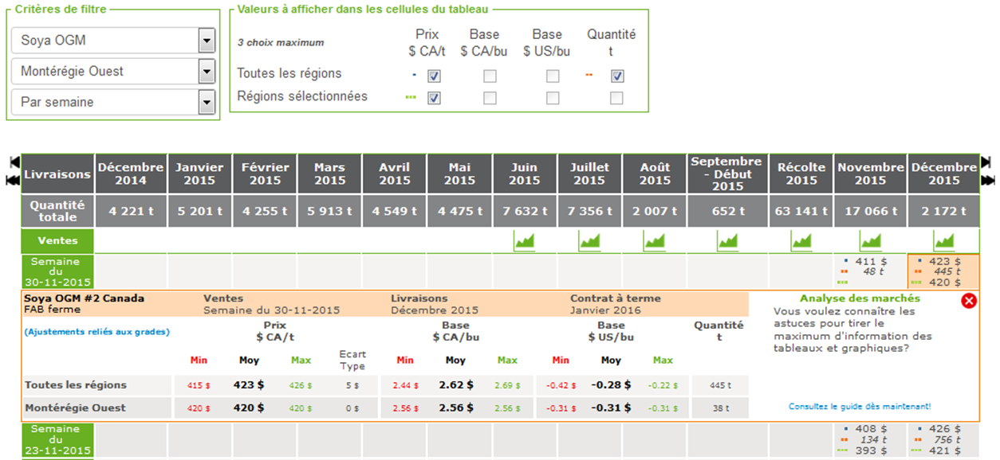 Critères de filtre
Soya OGM
Montérégie Ouest
Par semaine
Valeurs à afficher dans les cellules du tableau
3 choix maximum
Prix $ CA/t
Base $ CA/bu
Base $ US/bu
Quantité t
Toutes les régions
Régions sélectionnées
Livraisons Décembre 2014 Janvier 2015 Février 2015 Mars 2015 Avril 2015 Mai 2015 Juin 2015 Juillet 2015 Août 2015 Septembre - Début 2015 Récolte 2015 Novembre 2015 Décembre 2015
Quantité totale 4 221 t 5 201 t 4 255 t 5 913 t 4 549 t 4 475 t 7 632 t 7 356 t 2 007 t 652 t 63 141 t 17 066 t 2 172 t
Ventes
Semaine du 30-11-2015
411 $ 423 $
48 t 445 t
420 $
Soya OGM #2 Canada Ventes Livraisons Contrat à terme
FAB ferme Semaine du 30-11-2015 Décembre 2015 Janvier 2016
(Ajustements reliés aux grades)
Prix $ CA/t
Base $ CA/bu
Base $ US/bu
Quantité t
Min Moy Max Ecart Type Min Moy Max Min Moy Max
Toutes les régions 415 $ 423 $ 426 $ 5 $ 2.44 $ 2.62 $ 2.69 $ -0.42 $ -0.28 $ -0.22 $ 445 t
Montérégie Ouest 420 $ 420 $ 420 $ 0 $ 2.56 $ 2.56 $ 2.56 $ -0.31 $ -0.31 $ -0.31 $ 38 t
Analyse des marchés
Vous voulez connaître les
astuces pour tirer le
maximum d'information des
tableaux et graphiques?
Consultez le guide dès maintenant!
Semaine du 23-11-2015
408 $ 426 $
134 t 756 t
393 $ 421 $